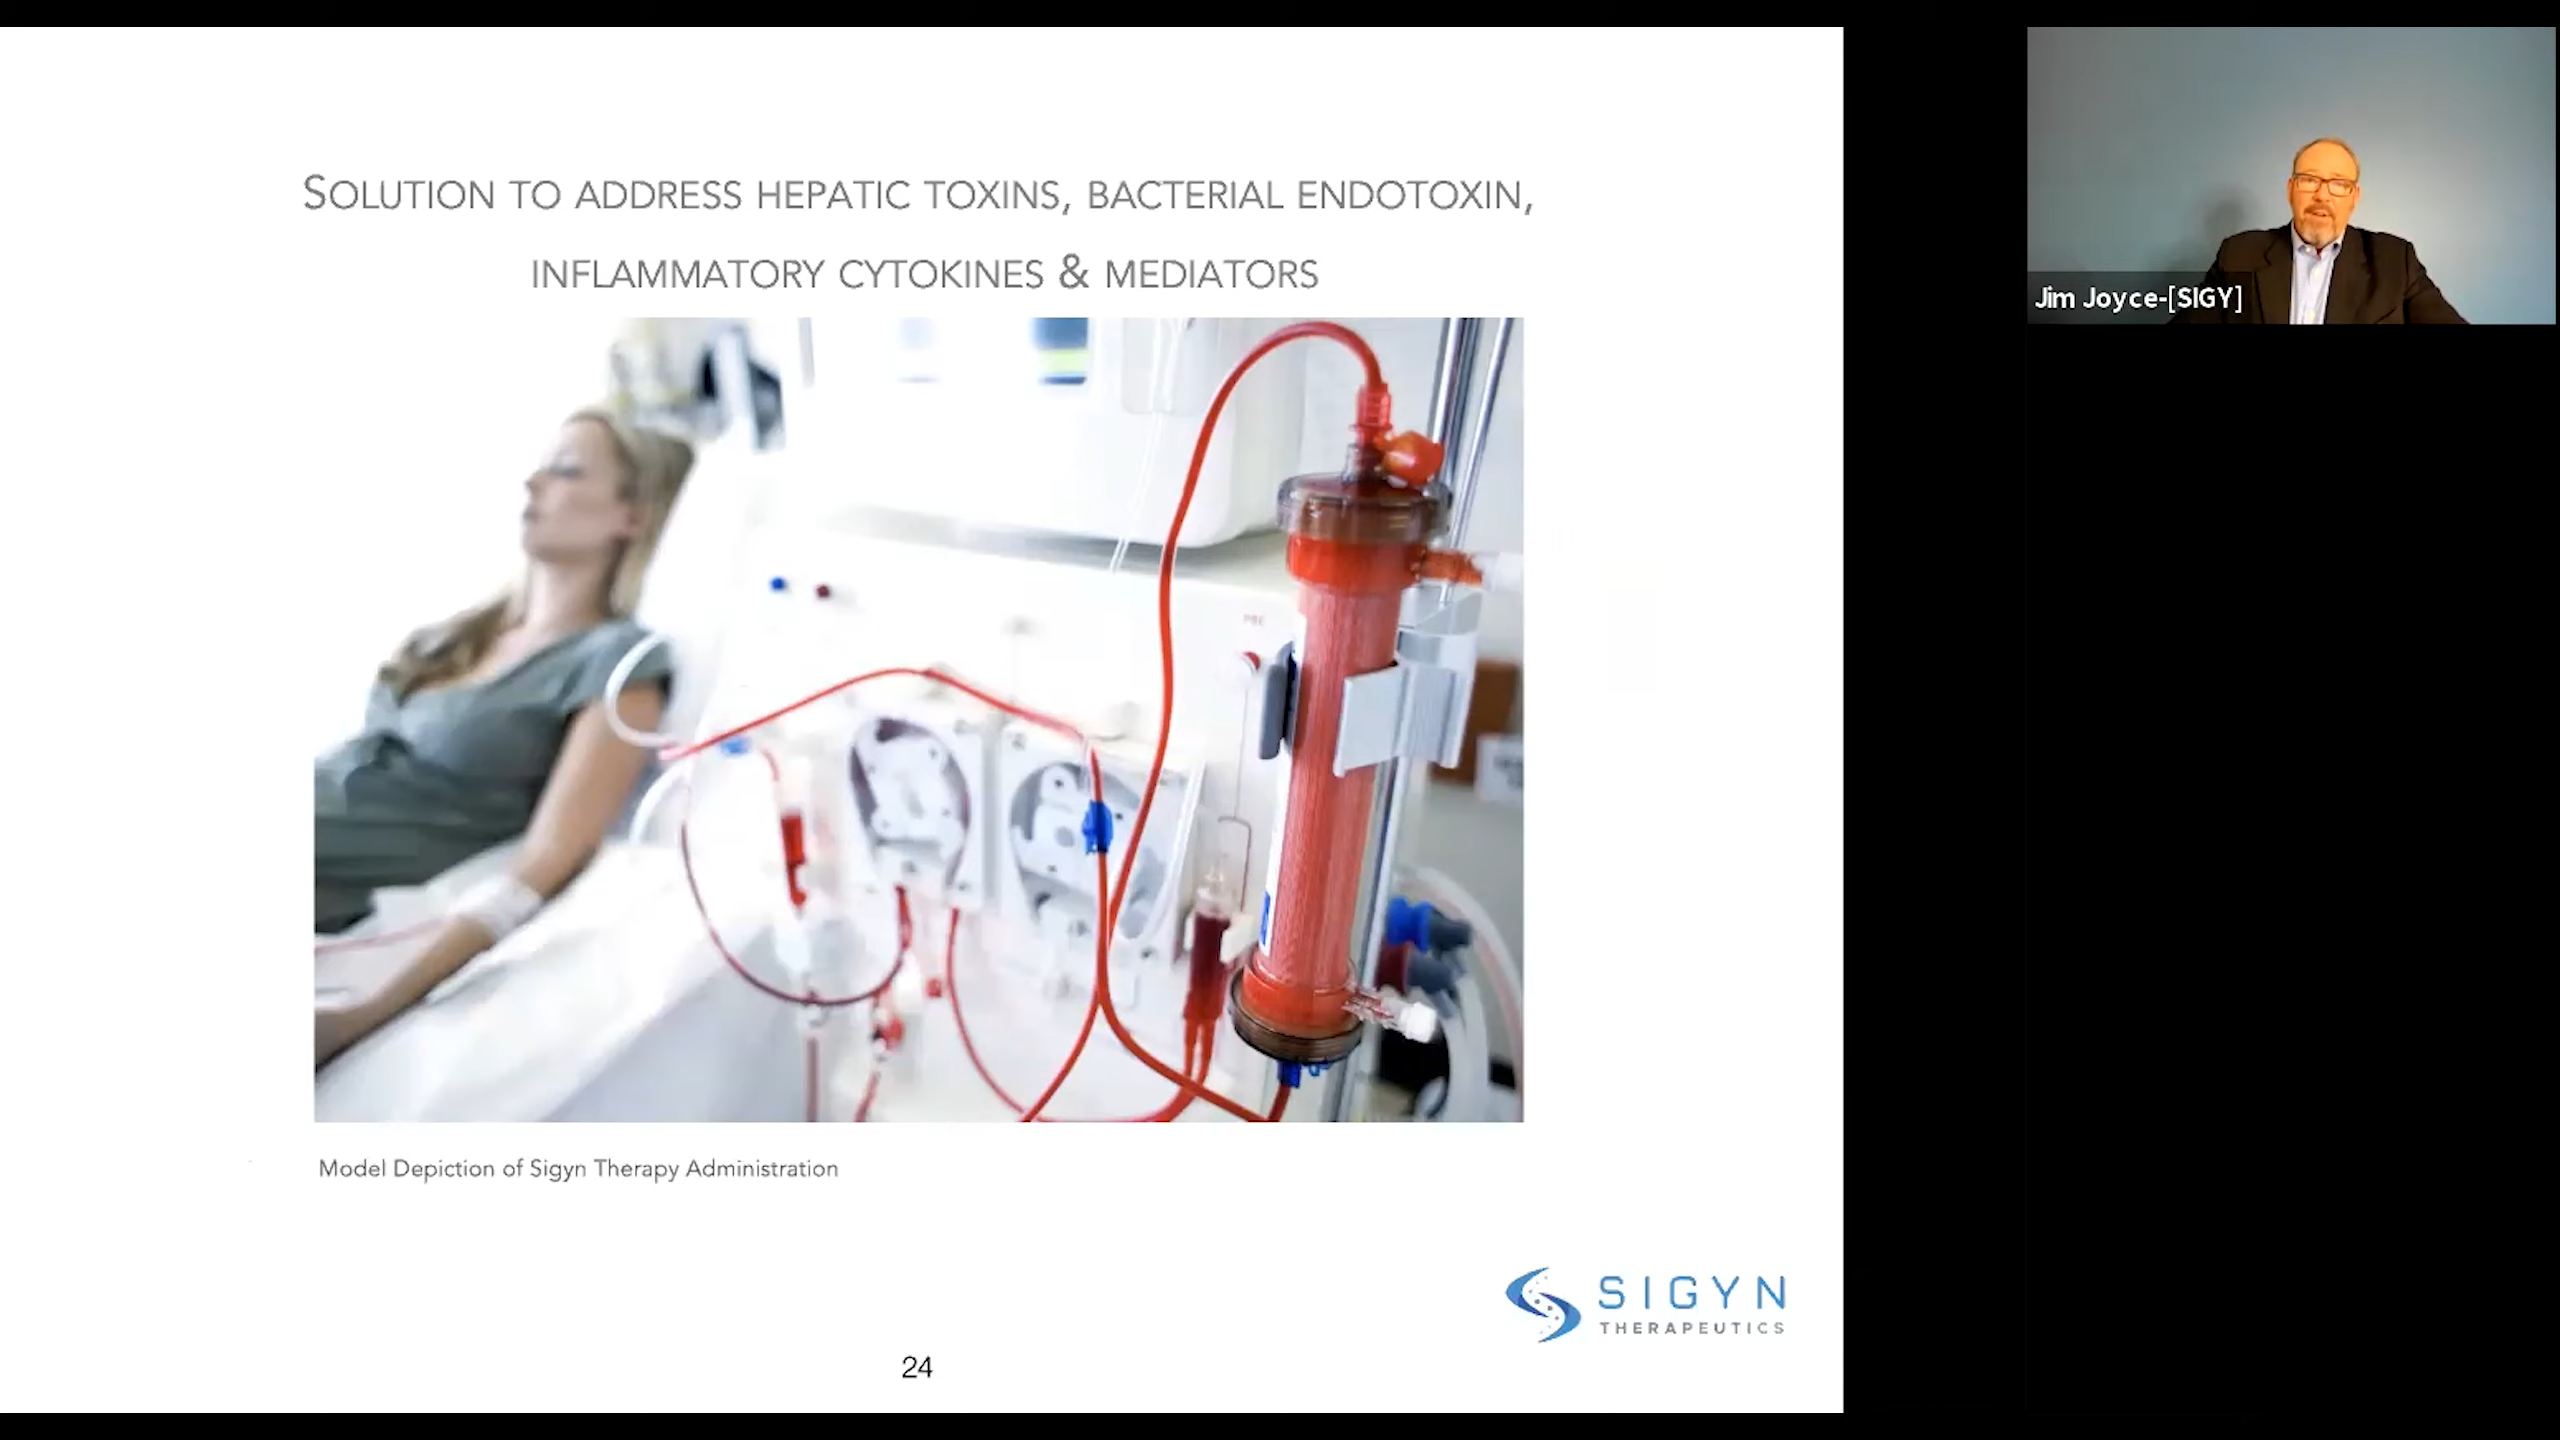 SOLUTION TO ADDRESS HEPATIC TOXINS, BACTERIAL ENDOTOXIN,
INFLAMMATORY CYTOKINES & MEDIATORS
PBE
Model Depiction of Sigyn Therapy Administration
SIGYN
THERAPEUTICS
24
Jim Joyce-[SIGY]